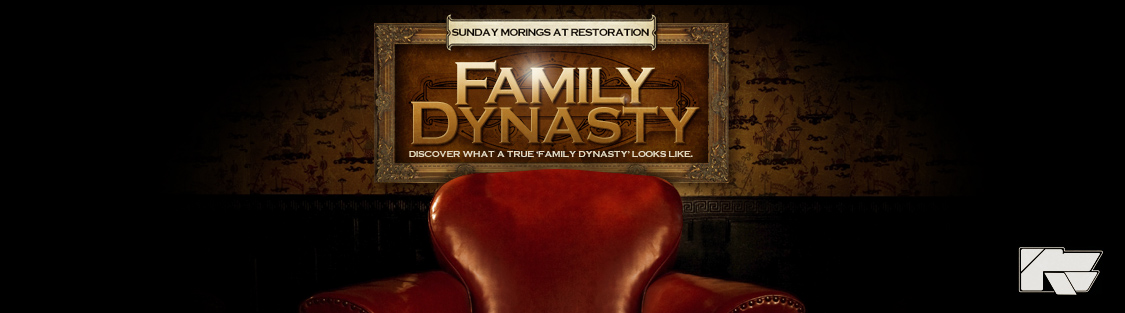 SUNDAY MORINGS AT RESTORATION
FAMILY
DYNASTY
DISCOVER WHAT A TRUE 'FAMILY DYNASTY' LOOKS LIKE.